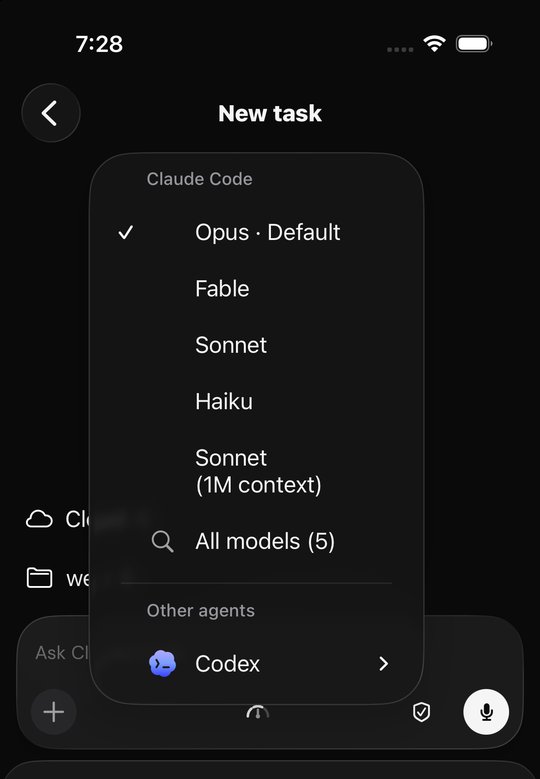 7:28
New task
Claude Code
Opus · Default
Fable
Sonnet
Haiku
Sonnet
(1M context)
All models (5)
Other agents
Codex
Ask